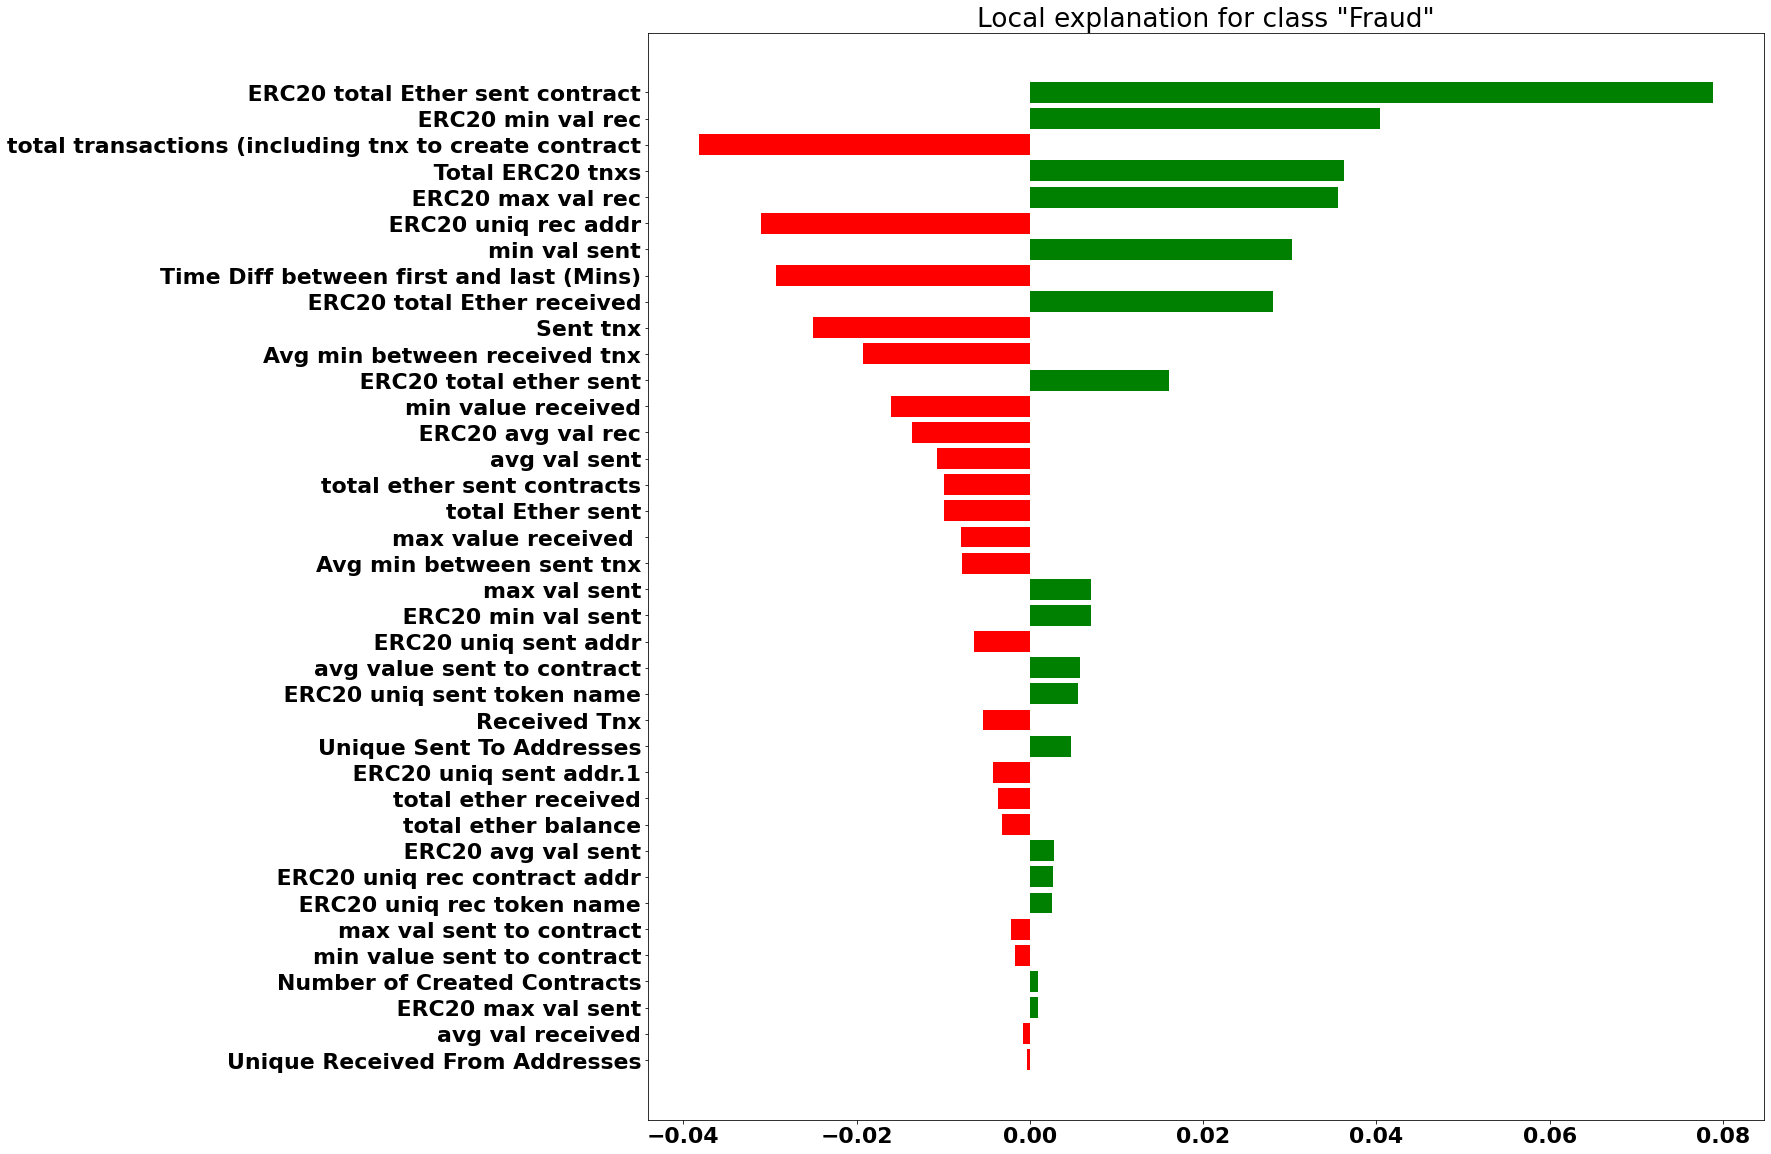 Local explanation for class "Fraud"
ERC20 total Ether sent contract
ERC20 min val rec
total transactions (including tnx to create contract
Total ERC20 tnxs
ERC20 max val rec
ERC20 uniq rec addr
min val sent
Time Diff between first and last (Mins)
ERC20 total Ether received
Sent tnx
Avg min between received tnx
ERC20 total ether sent
min value received
ERC20 avg val rec
avg val sent
total ether sent contracts
total Ether sent
max value received
Avg min between sent tnx
max val sent
ERC20 min val sent
ERC20 uniq sent addr
avg value sent to contract
ERC20 uniq sent token name
Received Tnx
Unique Sent To Addresses
ERC20 uniq sent addr.1
total ether received
total ether balance
ERC20 avg val sent
ERC20 uniq rec contract addr
ERC20 uniq rec token name
max val sent to contract
min value sent to contract
Number of Created Contracts
ERC20 max val sent
avg val received
Unique Received From Addresses
−0.04 −0.02 0.00 0.02 0.04 0.06 0.08